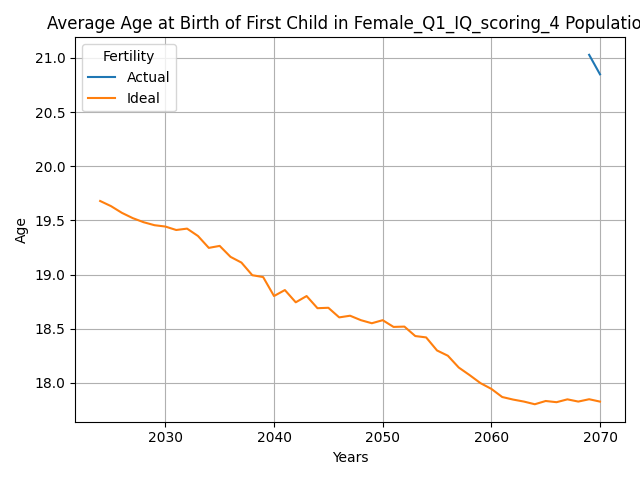 Average Age at Birth of First Child in Female_Q1_IQ_scoring_4 Populatio
Fertility
Actual
Ideal
21.0
20.5
20.0
19.5
19.0
18.5
18.0
Age
2030 2040 2050 2060 2070
Years